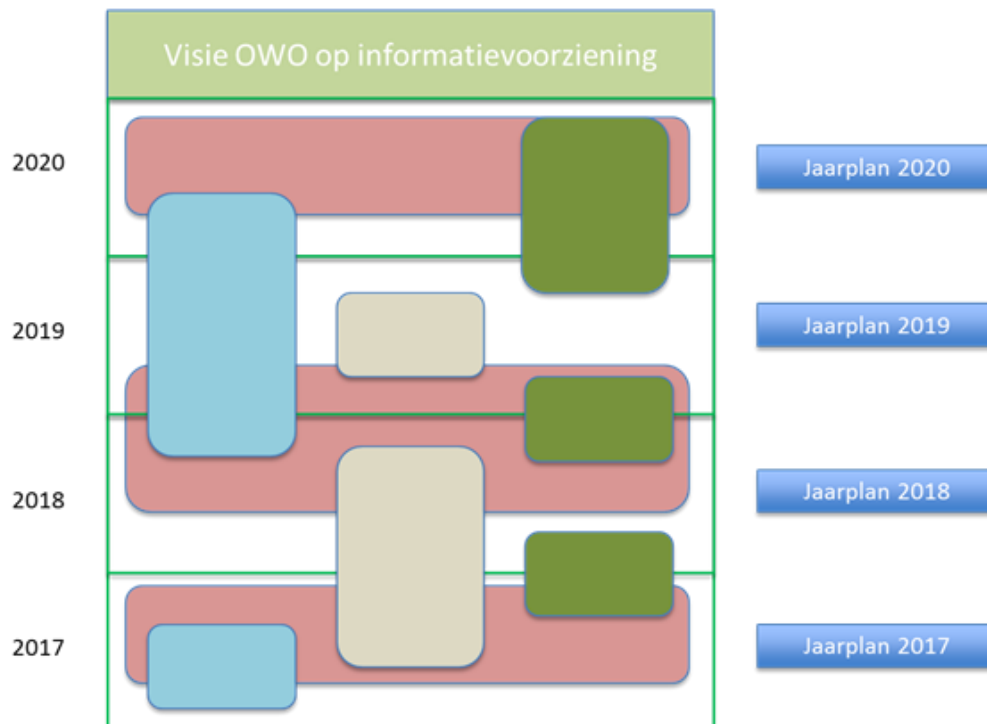 Visie OWO op informatievoorziening
2020
Jaarplan 2020
2019
Jaarplan 2019
2018
Jaarplan 2018
2017
Jaarplan 2017